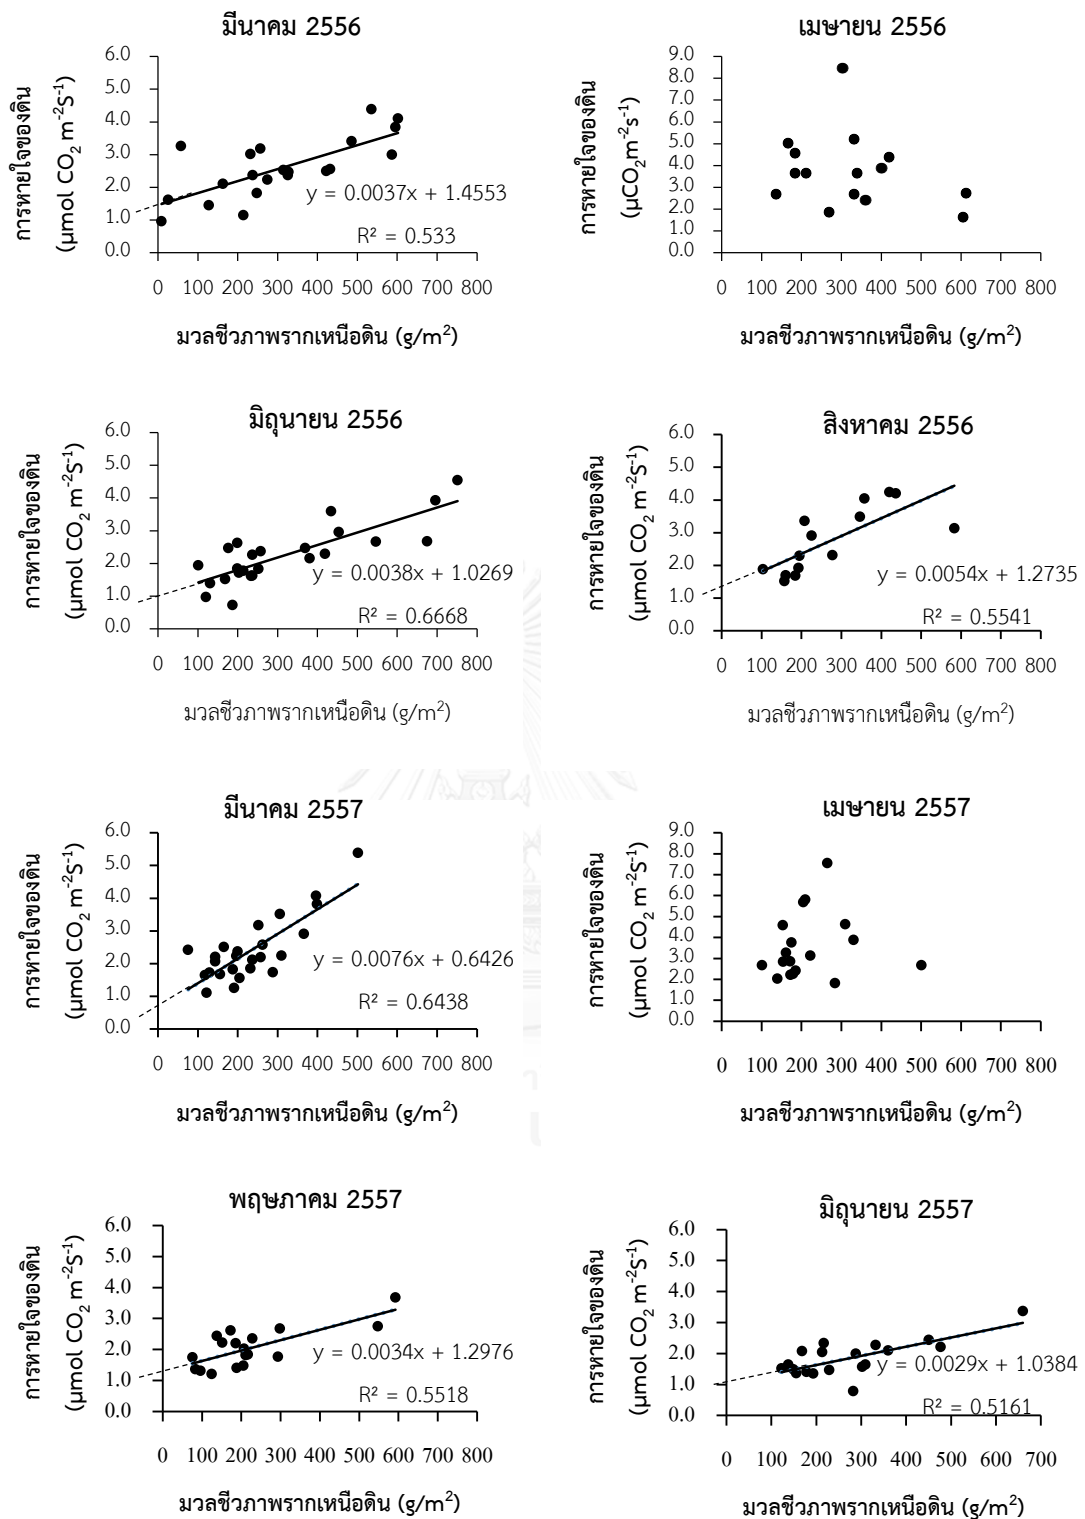 มีนาคม 2556
การหายใจของดิน
(µmol CO₂ m⁻²S⁻¹)
6.0
5.0
4.0
3.0
2.0
1.0
0.0
y = 0.0037x + 1.4553
R² = 0.533
0 100 200 300 400 500 600 700 800
มวลชีวภาพรากเหนือดิน (g/m²)
เมษายน 2556
การหายใจของดิน
(µCO₂m⁻²s⁻¹)
9.0
8.0
7.0
6.0
5.0
4.0
3.0
2.0
1.0
0.0
0 100 200 300 400 500 600 700 800
มวลชีวภาพรากเหนือดิน (g/m²)
มิถุนายน 2556
การหายใจของดิน
(µmol CO₂ m⁻²S⁻¹)
6.0
5.0
4.0
3.0
2.0
1.0
0.0
y = 0.0038x + 1.0269
R² = 0.6668
0 100 200 300 400 500 600 700 800
มวลชีวภาพรากเหนือดิน (g/m²)
สิงหาคม 2556
การหายใจของดิน
(µmol CO₂ m⁻²S⁻¹)
6.0
5.0
4.0
3.0
2.0
1.0
0.0
y = 0.0054x + 1.2735
R² = 0.5541
0 100 200 300 400 500 600 700 800
มวลชีวภาพรากเหนือดิน (g/m²)
มีนาคม 2557
การหายใจของดิน
(µmol CO₂ m⁻²S⁻¹)
6.0
5.0
4.0
3.0
2.0
1.0
0.0
y = 0.0076x + 0.6426
R² = 0.6438
0 100 200 300 400 500 600 700 800
มวลชีวภาพรากเหนือดิน (g/m²)
เมษายน 2557
การหายใจของดิน
(µmol CO₂ m⁻²S⁻¹)
9.0
8.0
7.0
6.0
5.0
4.0
3.0
2.0
1.0
0.0
0 100 200 300 400 500 600 700 800
มวลชีวภาพรากเหนือดิน (g/m²)
พฤษภาคม 2557
การหายใจของดิน
(µmol CO₂ m⁻²S⁻¹)
6.0
5.0
4.0
3.0
2.0
1.0
0.0
y = 0.0034x + 1.2976
R² = 0.5518
0 100 200 300 400 500 600 700 800
มวลชีวภาพรากเหนือดิน (g/m²)
มิถุนายน 2557
การหายใจของดิน
(µmol CO₂ m⁻²S⁻¹)
6.0
5.0
4.0
3.0
2.0
1.0
0.0
y = 0.0029x + 1.0384
R² = 0.5161
0 100 200 300 400 500 600 700
มวลชีวภาพรากเหนือดิน (g/m²)